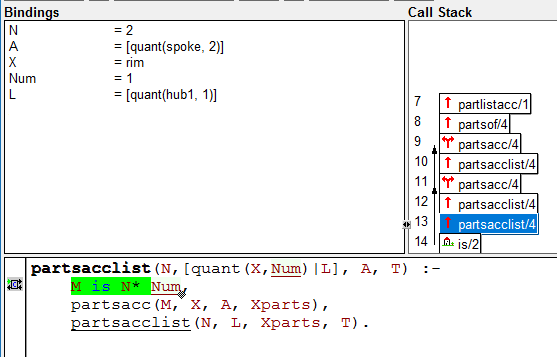 Bindings
N = 2
A = [quant(spoke, 2)]
X = rim
Num = 1
L = [quant(hub1, 1)]
Call Stack
7 partlistacc/1
8 partsof/4
9 partsacc/4
10 partsacclist/4
11 partsacc/4
12 partsacclist/4
13 partsacclist/4
14 is/2
partsacclist(N,[quant(X,Num)|L], A, T) :-
M is N* Num,
partsacc(M, X, A, Xparts),
partsacclist(N, L, Xparts, T).